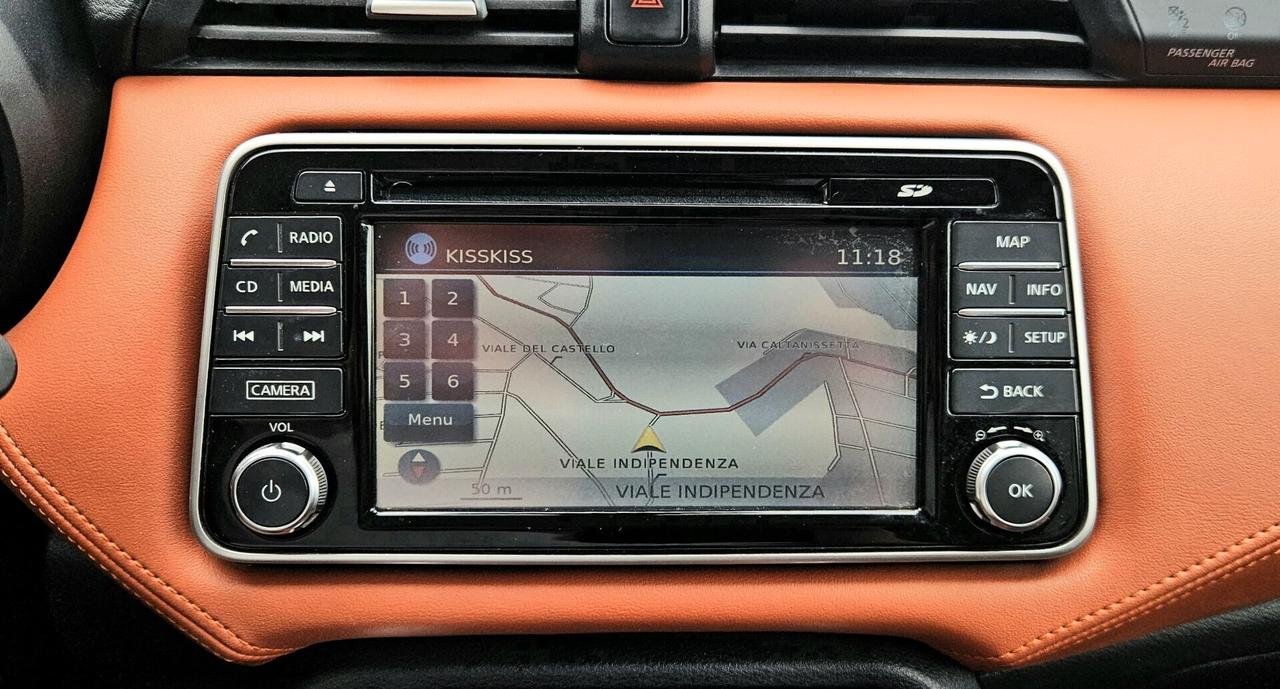 PASSENGER
AIR BAG
SD
RADIO
CD
MEDIA
CAMERA
VOL
KISSKISS
11:18
1
2
3
4
5
6
Menu
VIALE DEL CASTELLO
VIA CALTANISSETTA
VIALE INDIPENDENZA
50 m
VIALE INDIPENDENZA
MAP
NAV
INFO
SETUP
BACK
OK